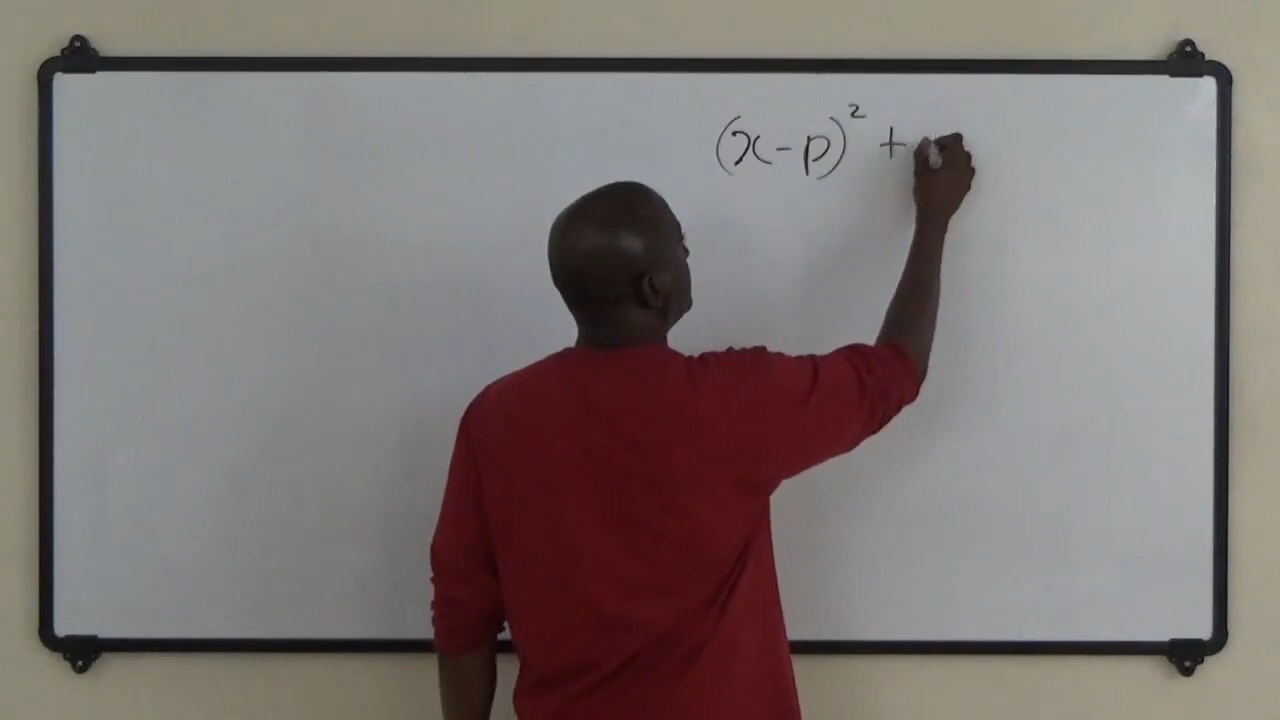 (x-p)² +